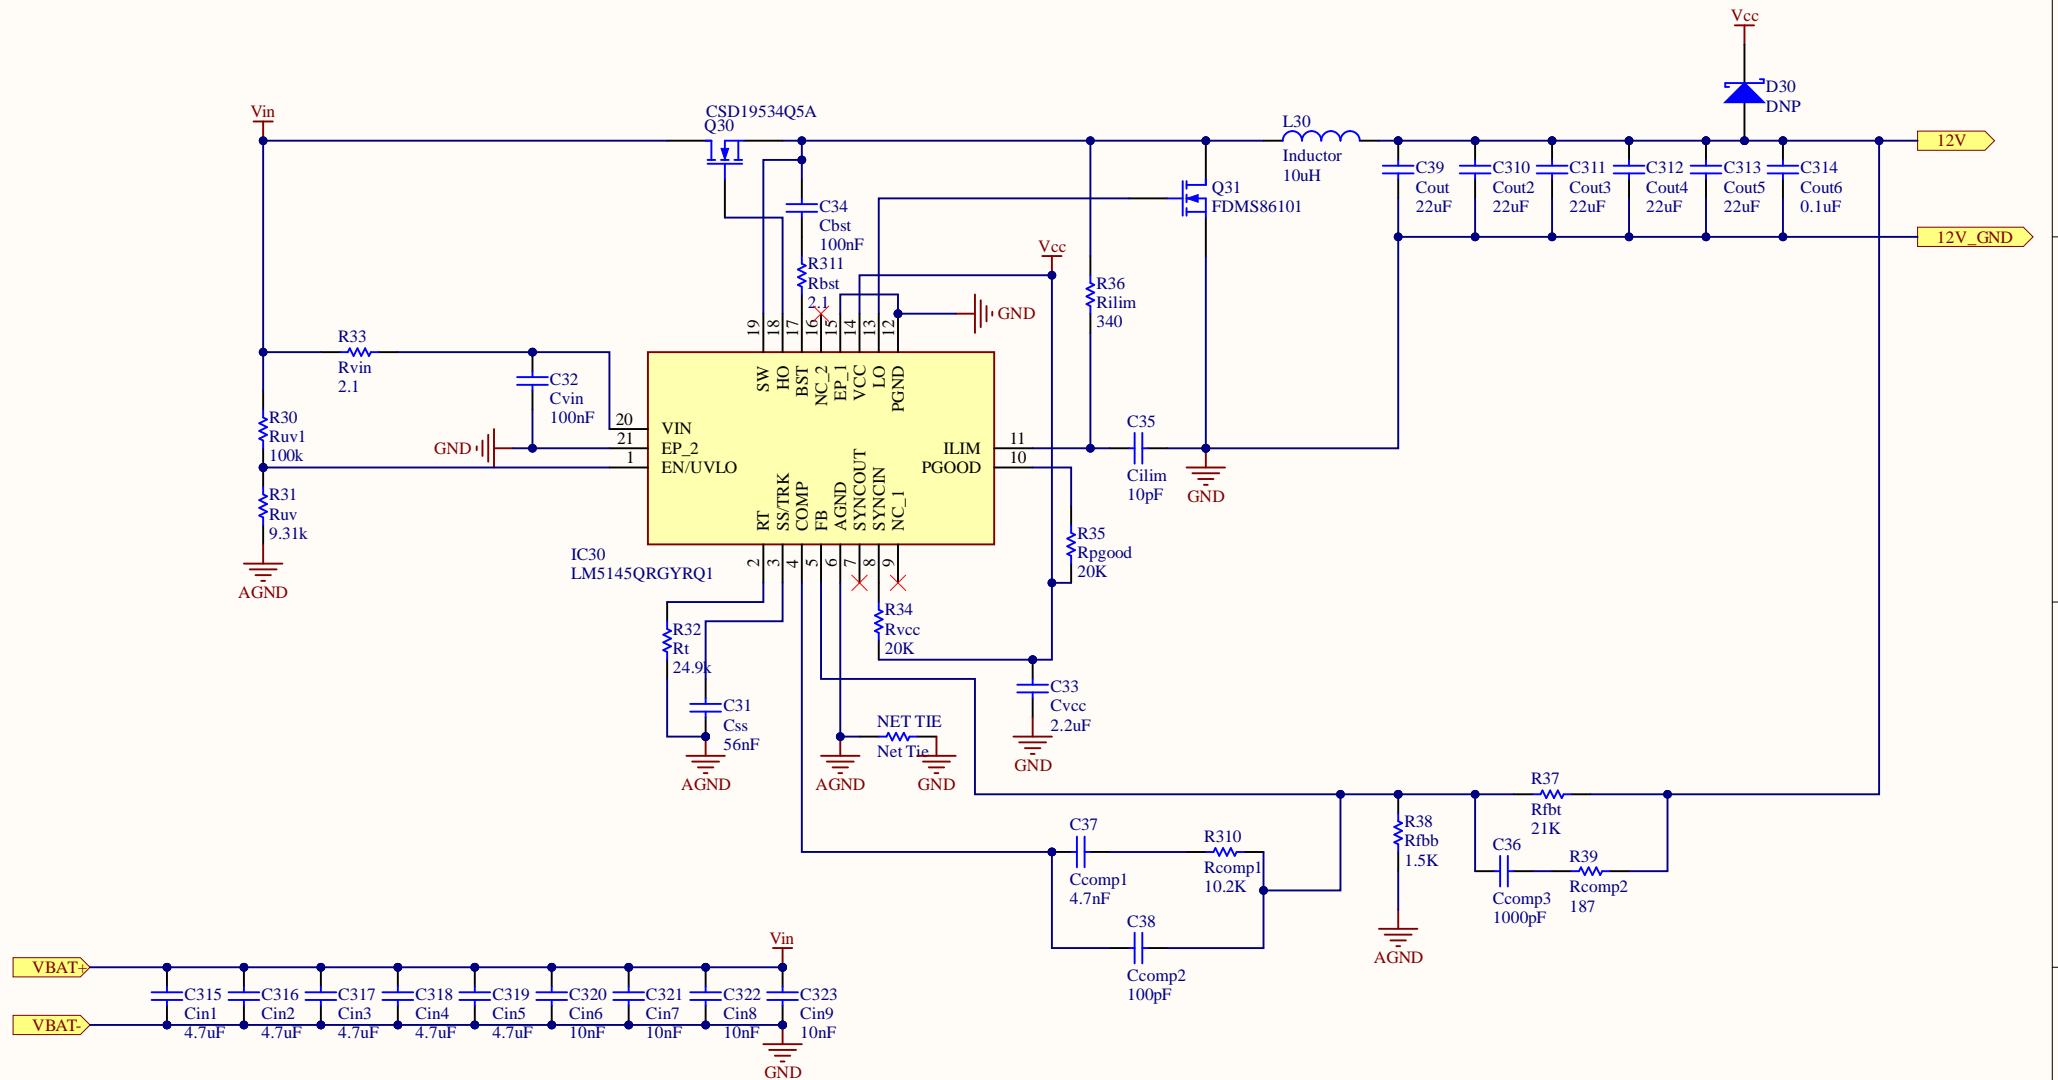 Vcc
D30
DNP
Vin
CSD19534Q5A
Q30
L30
Inductor
10uH
12V
C39
Cout
22uF
C310
Cout2
22uF
C311
Cout3
22uF
C312
Cout4
22uF
C313
Cout5
22uF
C314
Cout6
0.1uF
12V_GND
Q31
FDMS86101
C34
Cbst
100nF
R311
Rbst
2.1
Vcc
R36
Rilim
340
GND
19
18
17
16
15
14
13
12
SW
HO
BST
NC_2
EP_1
VCC
LO
PGND
R33
Rvin
2.1
C32
Cvin
100nF
GND
R30
Ruv1
100k
R31
Ruv
9.31k
AGND
20
VIN
21
EP_2
1
EN/UVLO
ILIM
11
PGOOD
10
C35
Cilim
10pF
GND
RT
SS/TRK
COMP
FB
AGND
SYNCOUT
SYNCIN
NC_1
2
3
4
5
6
7
8
9
IC30
LM5145QRGYRQ1
R35
Rpgood
20K
R32
Rt
24.9k
R34
Rvcc
20K
C31
Css
56nF
AGND
NET TIE
Net Tie
AGND
GND
C33
Cvcc
2.2uF
GND
C37
Ccomp1
4.7nF
R310
Rcomp1
10.2K
C38
Ccomp2
100pF
R38
Rfbb
1.5K
AGND
R37
Rfbt
21K
C36
Ccomp3
1000pF
R39
Rcomp2
187
Vin
VBAT+
VBAT-
C315
Cin1
4.7uF
C316
Cin2
4.7uF
C317
Cin3
4.7uF
C318
Cin4
4.7uF
C319
Cin5
4.7uF
C320
Cin6
10nF
C321
Cin7
10nF
C322
Cin8
10nF
C323
Cin9
10nF
GND